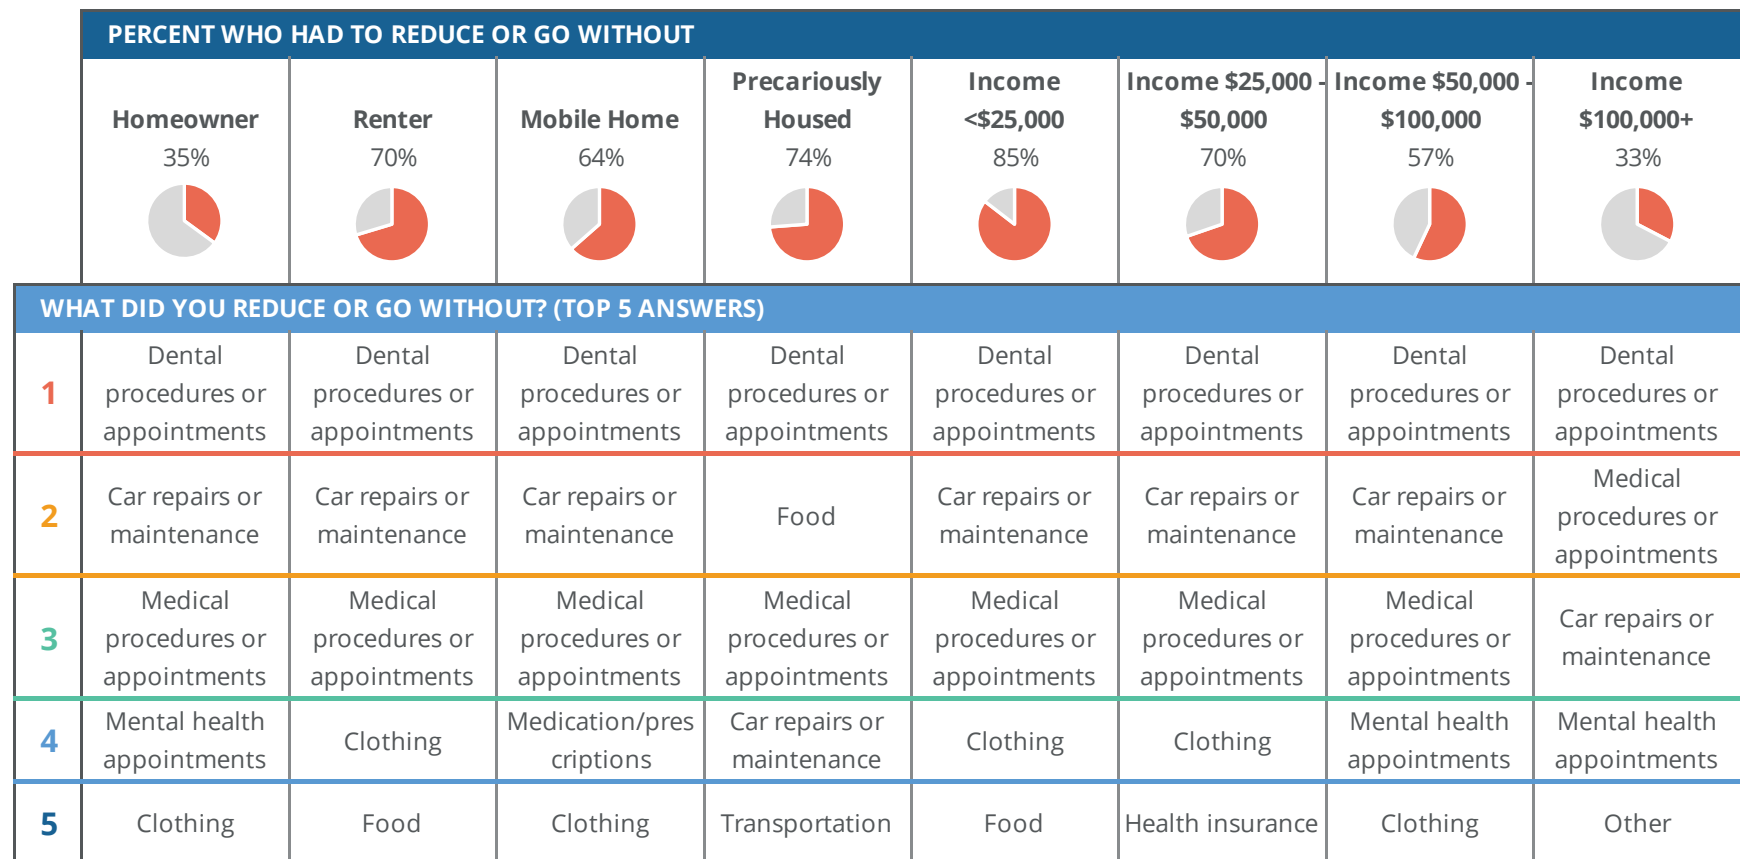 PERCENT WHO HAD TO REDUCE OR GO WITHOUT
Homeowner
35%
Renter
70%
Mobile Home
64%
Precariously
Housed
74%
Income
<$25,000
85%
Income $25,000 -
$50,000
70%
Income $50,000 -
$100,000
57%
Income
$100,000+
33%
WHAT DID YOU REDUCE OR GO WITHOUT? (TOP 5 ANSWERS)
1
Dental
procedures or
appointments
Dental
procedures or
appointments
Dental
procedures or
appointments
Dental
procedures or
appointments
Dental
procedures or
appointments
Dental
procedures or
appointments
Dental
procedures or
appointments
Dental
procedures or
appointments
2
Car repairs or
maintenance
Car repairs or
maintenance
Car repairs or
maintenance
Food
Car repairs or
maintenance
Car repairs or
maintenance
Car repairs or
maintenance
Medical
procedures or
appointments
3
Medical
procedures or
appointments
Medical
procedures or
appointments
Medical
procedures or
appointments
Medical
procedures or
appointments
Medical
procedures or
appointments
Medical
procedures or
appointments
Medical
procedures or
appointments
Car repairs or
maintenance
4
Mental health
appointments
Clothing
Medication/pres
criptions
Car repairs or
maintenance
Clothing
Clothing
Mental health
appointments
Mental health
appointments
5
Clothing
Food
Clothing
Transportation
Food
Health insurance
Clothing
Other